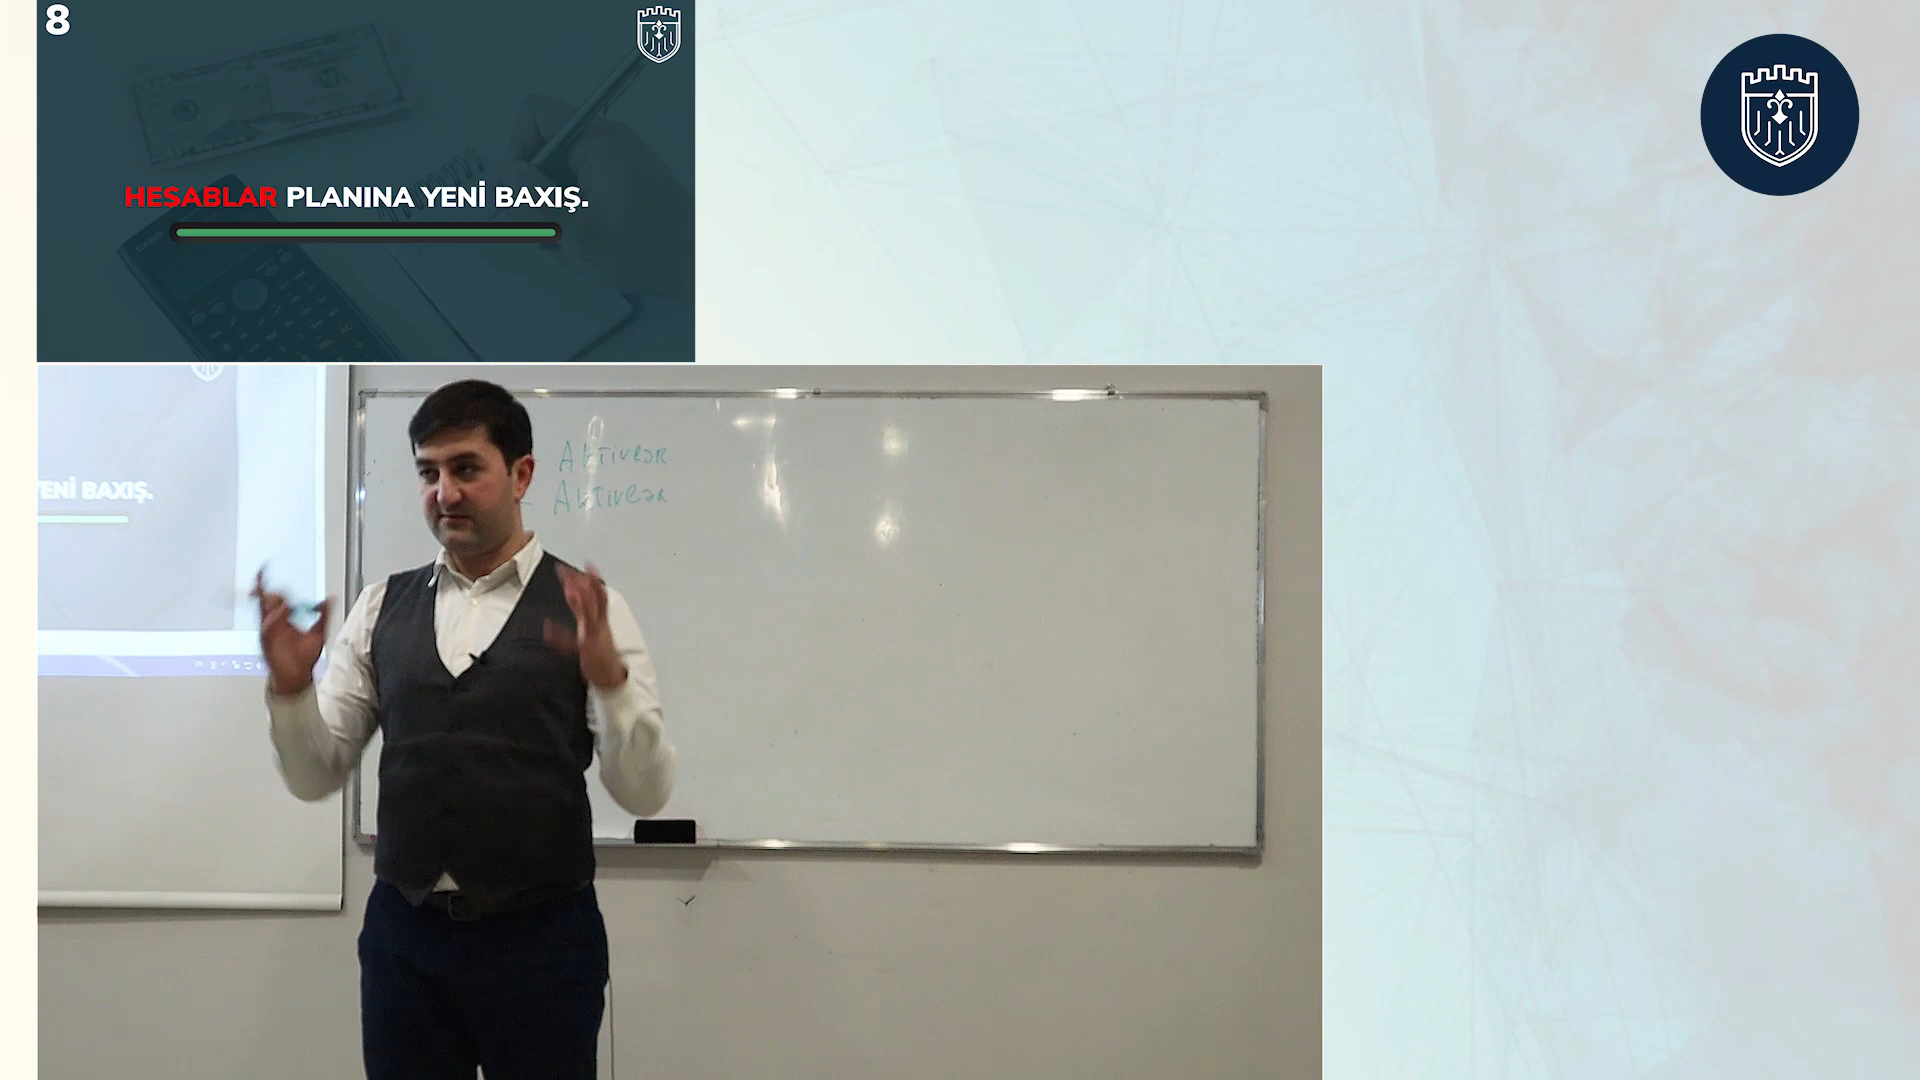 8
HESABLAR PLANINA YENİ BAXIŞ.
YENİ BAXIŞ.
Aktivlər
- Aktivlər